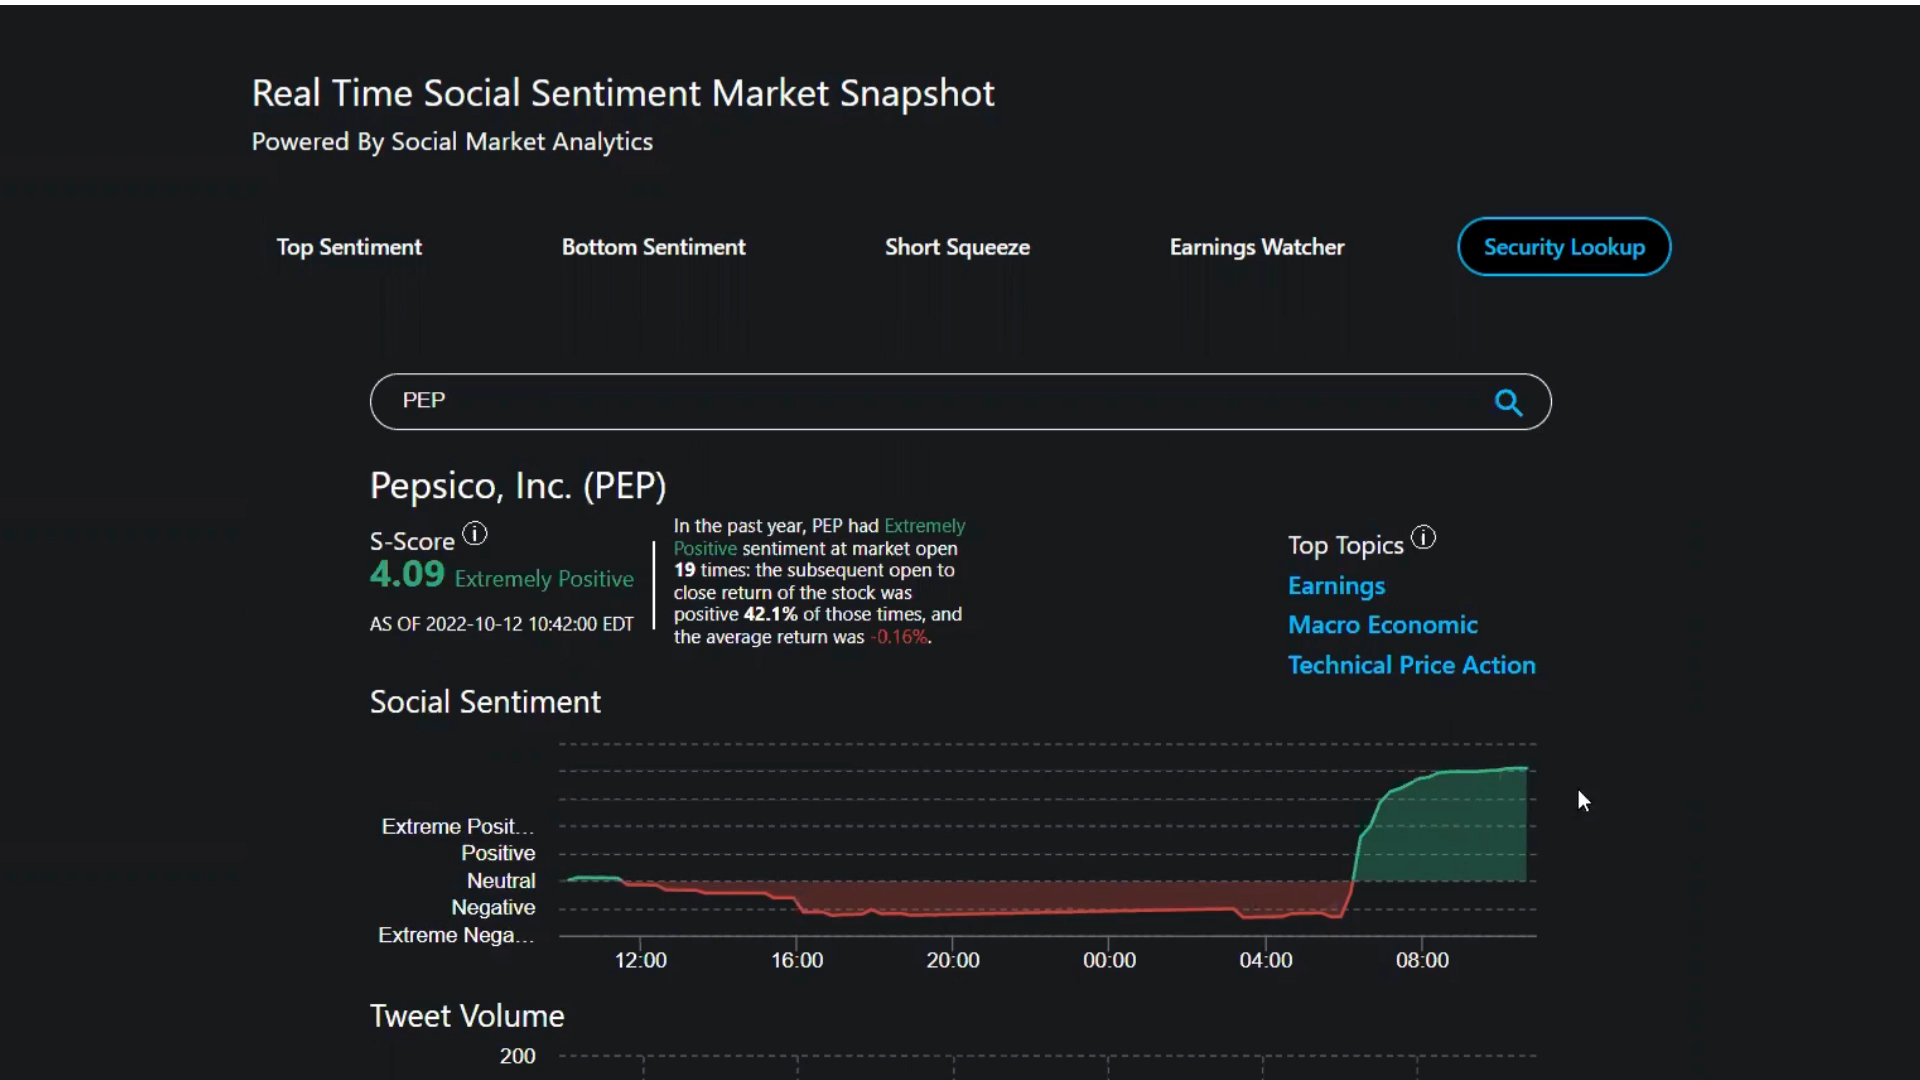 Real Time Social Sentiment Market Snapshot
Powered By Social Market Analytics
Top Sentiment
Bottom Sentiment
Short Squeeze
Earnings Watcher
Security Lookup
PEP
Pepsico, Inc. (PEP)
S-Score
4.09 Extremely Positive
AS OF 2022-10-12 10:42:00 EDT
In the past year, PEP had Extremely
Positive sentiment at market open
19 times: the subsequent open to
close return of the stock was
positive 42.1% of those times, and
the average return was -0.16%.
Top Topics
Earnings
Macro Economic
Technical Price Action
Social Sentiment
Extreme Posit...
Positive
Neutral
Negative
Extreme Nega...
12:00
16:00
20:00
00:00
04:00
08:00
Tweet Volume
200